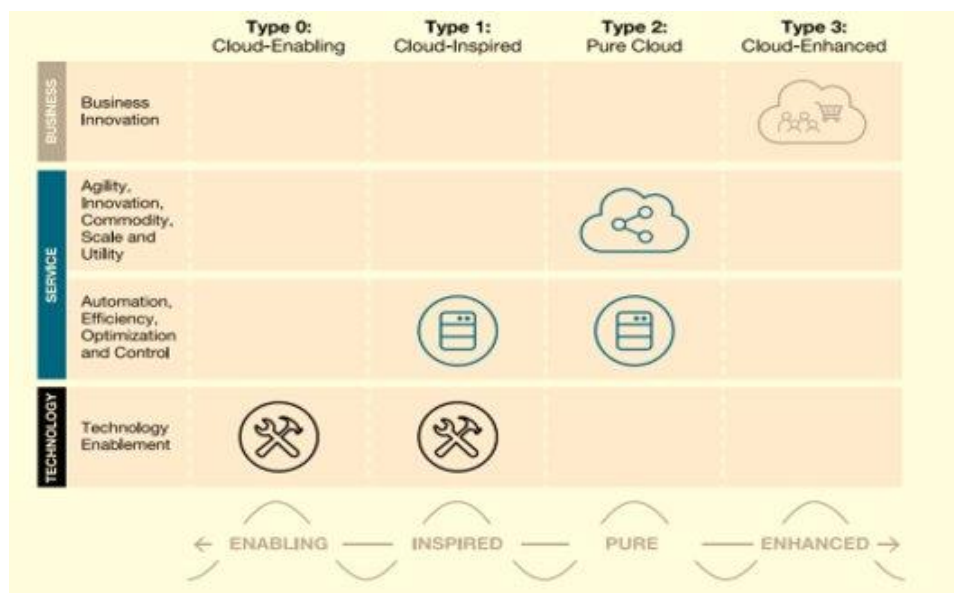 Type 0:
Cloud-Enabling
Type 1:
Cloud-Inspired
Type 2:
Pure Cloud
Type 3:
Cloud-Enhanced
BUSINESS
Business
Innovation
SERVICE
Agility,
Innovation,
Commodity,
Scale and
Utility
Automation,
Efficiency,
Optimization
and Control
TECHNOLOGY
Technology
Enablement
← ENABLING — INSPIRED — PURE — ENHANCED →